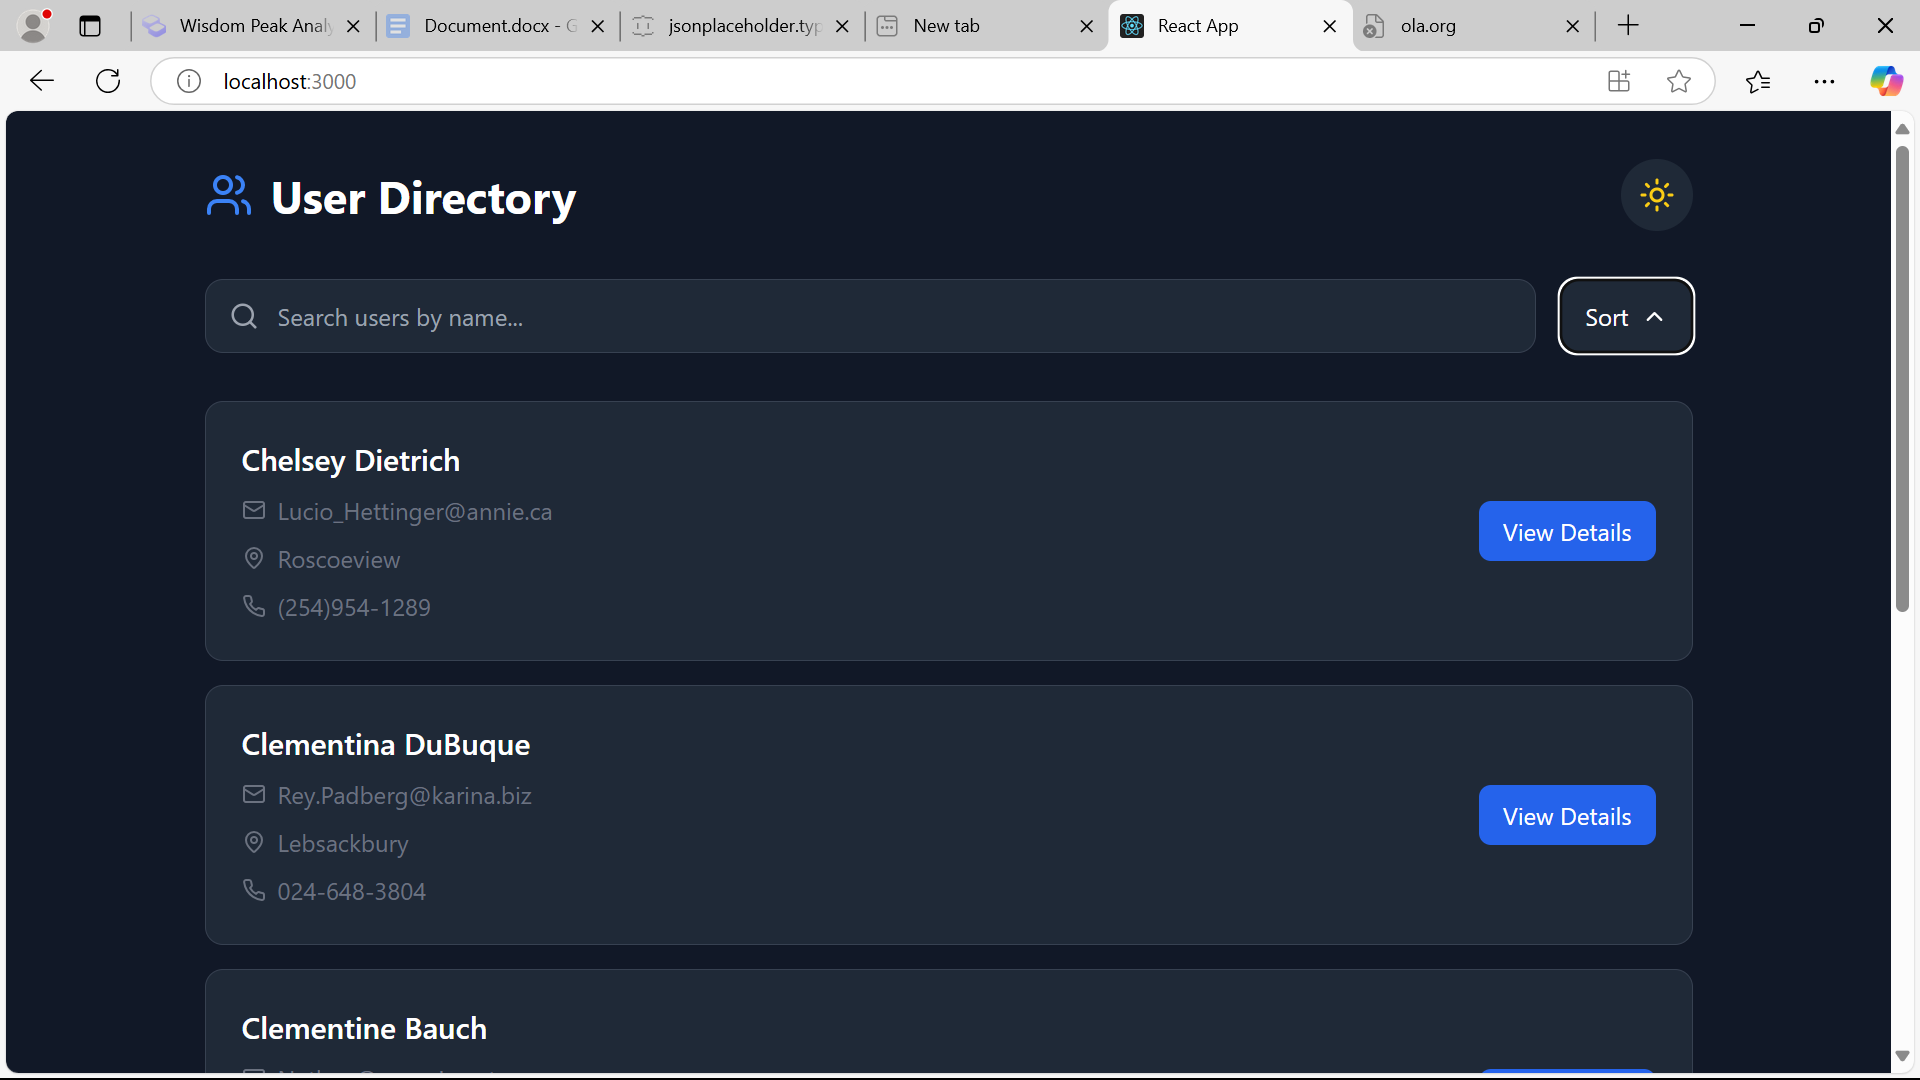 Wisdom Peak Analy
Document.docx - G
jsonplaceholder.typ
New tab
React App
ola.org
localhost:3000
User Directory
Search users by name...
Sort
Chelsey Dietrich
Lucio_Hettinger@annie.ca
Roscoeview
(254)954-1289
View Details
Clementina DuBuque
Rey.Padberg@karina.biz
Lebsackbury
024-648-3804
View Details
Clementine Bauch